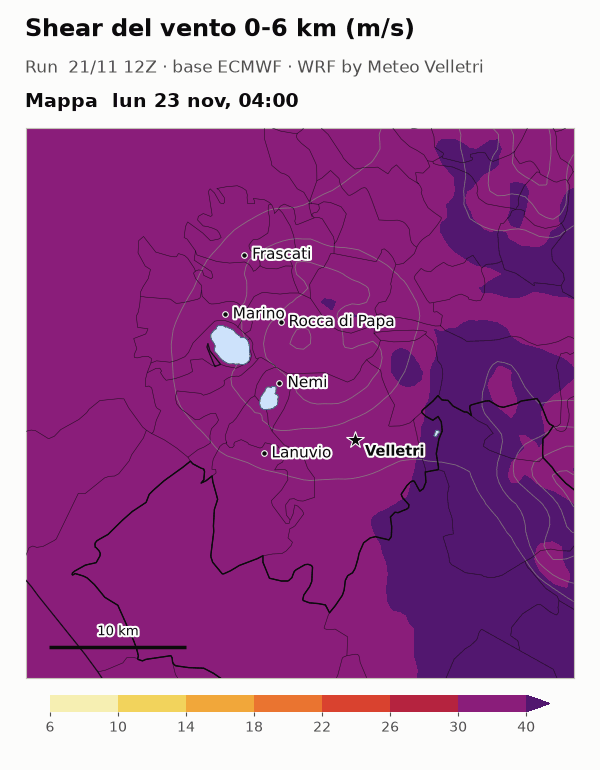 Shear del vento 0-6 km (m/s)
Run  21/11 12Z · base ECMWF · WRF by Meteo Velletri
Mappa  lun 23 nov, 04:00
Frascati
Marino
Rocca di Papa
Nemi
Velletri
Lanuvio
10 km
6 10 14 18 22 26 30 40